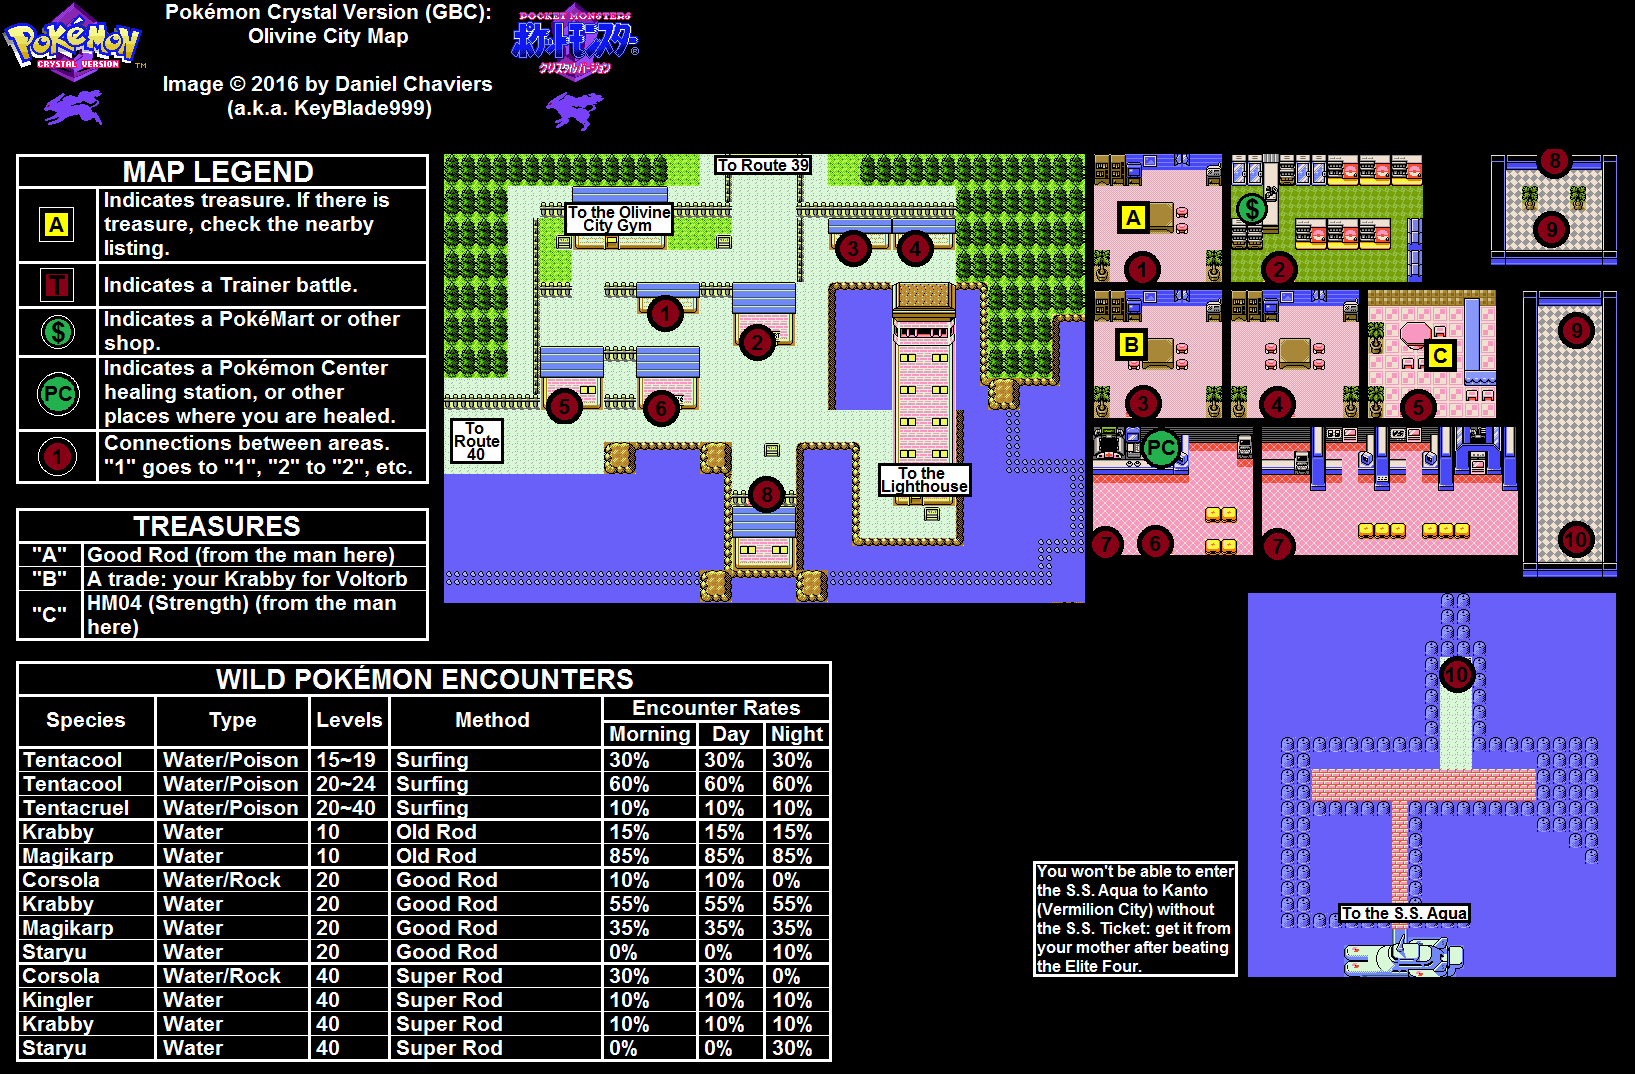 Pokémon Crystal Version (GBC):
Olivine City Map
Image © 2016 by Daniel Chaviers
(a.k.a. KeyBlade999)
POKéMON
CRYSTAL VERSION
TM
POCKET MONSTERS
ポケットモンスター
®
クリスタルバージョン
MAP LEGEND
A
Indicates treasure. If there is
treasure, check the nearby
listing.
T
Indicates a Trainer battle.
$
Indicates a PokéMart or other
shop.
PC
Indicates a Pokémon Center
healing station, or other
places where you are healed.
1
Connections between areas.
"1" goes to "1", "2" to "2", etc.
TREASURES
"A" Good Rod (from the man here)
"B" A trade: your Krabby for Voltorb
"C" HM04 (Strength) (from the man
here)
To Route 39
To the Olivine
City Gym
3
4
1
2
5
6
To
Route
40
To the
Lighthouse
8
A
1
$
2
8
9
B
3
4
C
5
9
10
PC
7
6
7
10
To the S.S. Aqua
You won't be able to enter
the S.S. Aqua to Kanto
(Vermilion City) without
the S.S. Ticket: get it from
your mother after beating
the Elite Four.
WILD POKÉMON ENCOUNTERS
Species Type Levels Method Encounter Rates
Morning Day Night
Tentacool Water/Poison 15~19 Surfing 30% 30% 30%
Tentacool Water/Poison 20~24 Surfing 60% 60% 60%
Tentacruel Water/Poison 20~40 Surfing 10% 10% 10%
Krabby Water 10 Old Rod 15% 15% 15%
Magikarp Water 10 Old Rod 85% 85% 85%
Corsola Water/Rock 20 Good Rod 10% 10% 0%
Krabby Water 20 Good Rod 55% 55% 55%
Magikarp Water 20 Good Rod 35% 35% 35%
Staryu Water 20 Good Rod 0% 0% 10%
Corsola Water/Rock 40 Super Rod 30% 30% 0%
Kingler Water 40 Super Rod 10% 10% 10%
Krabby Water 40 Super Rod 10% 10% 10%
Staryu Water 40 Super Rod 0% 0% 30%